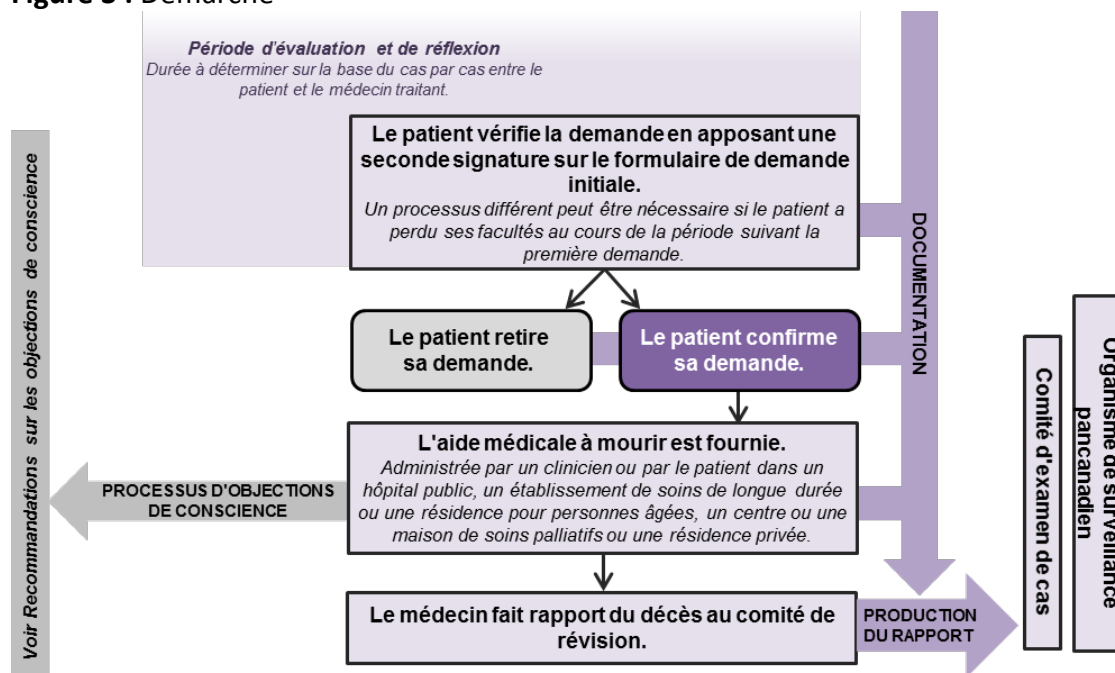 Figure 3 : Démarche
Période d'évaluation et de réflexion
Durée à déterminer sur la base du cas par cas entre le
patient et le médecin traitant.
Le patient vérifie la demande en apposant une
seconde signature sur le formulaire de demande
initiale.
Un processus différent peut être nécessaire si le patient a
perdu ses facultés au cours de la période suivant la
première demande.
Le patient retire
sa demande.
Le patient confirme
sa demande.
L'aide médicale à mourir est fournie.
Administrée par un clinicien ou par le patient dans un
hôpital public, un établissement de soins de longue durée
ou une résidence pour personnes âgées, un centre ou une
maison de soins palliatifs ou une résidence privée.
Le médecin fait rapport du décès au comité de
révision.
PROCESSUS D'OBJECTIONS
DE CONSCIENCE
Voir Recommandations sur les objections de conscience
DOCUMENTATION
PRODUCTION
DU RAPPORT
Comité d'examen de cas
Organisme de surveillance
pancanadien